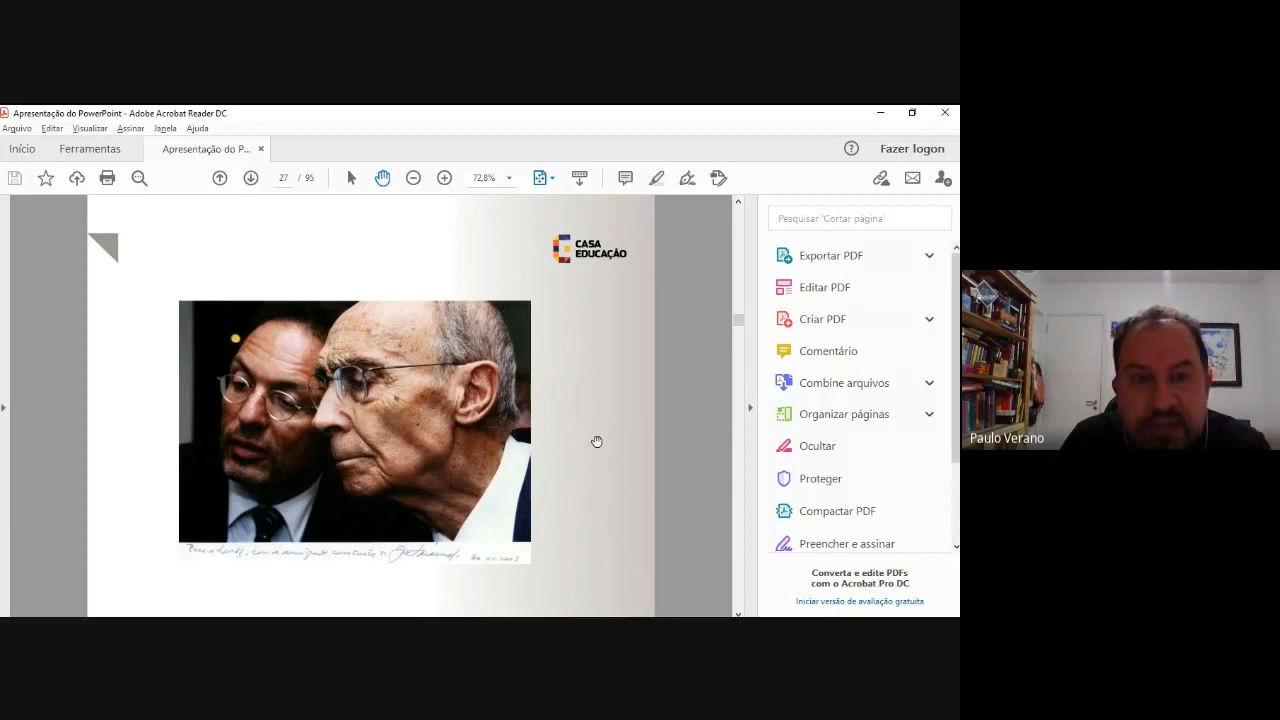 Apresentação do PowerPoint - Adobe Acrobat Reader DC
Arquivo Editar Visualizar Assinar Janela Ajuda
Início Ferramentas Apresentação do P... × Fazer logon
27 / 95 72,8%
CASA
EDUCAÇÃO
Pesquisar 'Cortar página'
Exportar PDF
Editar PDF
Criar PDF
Comentário
Combine arquivos
Organizar páginas
Ocultar
Proteger
Compactar PDF
Preencher e assinar
Converta e edite PDFs
com o Acrobat Pro DC
Iniciar versão de avaliação gratuita
Paulo Verano